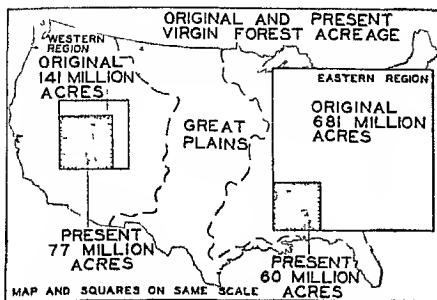 ORIGINAL AND PRESENT
VIRGIN FOREST ACREAGE
WESTERN
REGION
ORIGINAL
141 MILLION
ACRES
GREAT
PLAINS
EASTERN REGION
ORIGINAL
681 MILLION
ACRES
PRESENT
77 MILLION
ACRES
PRESENT
60 MILLION
ACRES
MAP AND SQUARES ON SAME SCALE